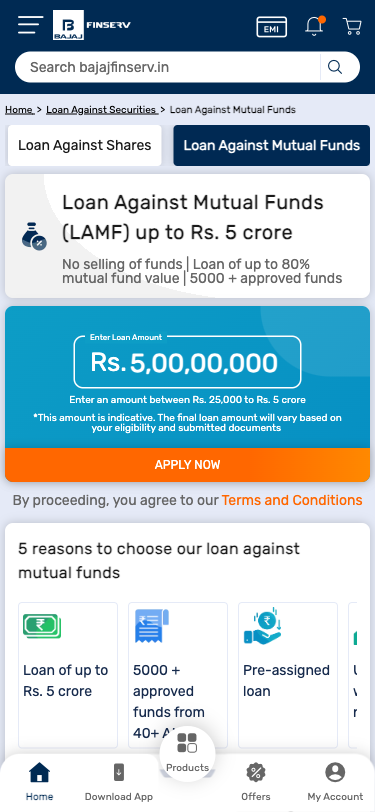 BAJAJ
FINSERV
EMI
Search bajajfinserv.in
Home > Loan Against Securities > Loan Against Mutual Funds
Loan Against Shares
Loan Against Mutual Funds
Loan Against Mutual Funds
(LAMF) up to Rs. 5 crore
No selling of funds | Loan of up to 80%
mutual fund value | 5000 + approved funds
Enter Loan Amount
Rs. 5,00,00,000
Enter an amount between Rs. 25,000 to Rs. 5 crore
*This amount is indicative. The final loan amount will vary based on
your eligibility and submitted documents
APPLY NOW
By proceeding, you agree to our Terms and Conditions
5 reasons to choose our loan against
mutual funds
Loan of up to
Rs. 5 crore
5000 +
approved
funds from
40+
Pre-assigned
loan
Home
Download App
Products
Offers
My Account